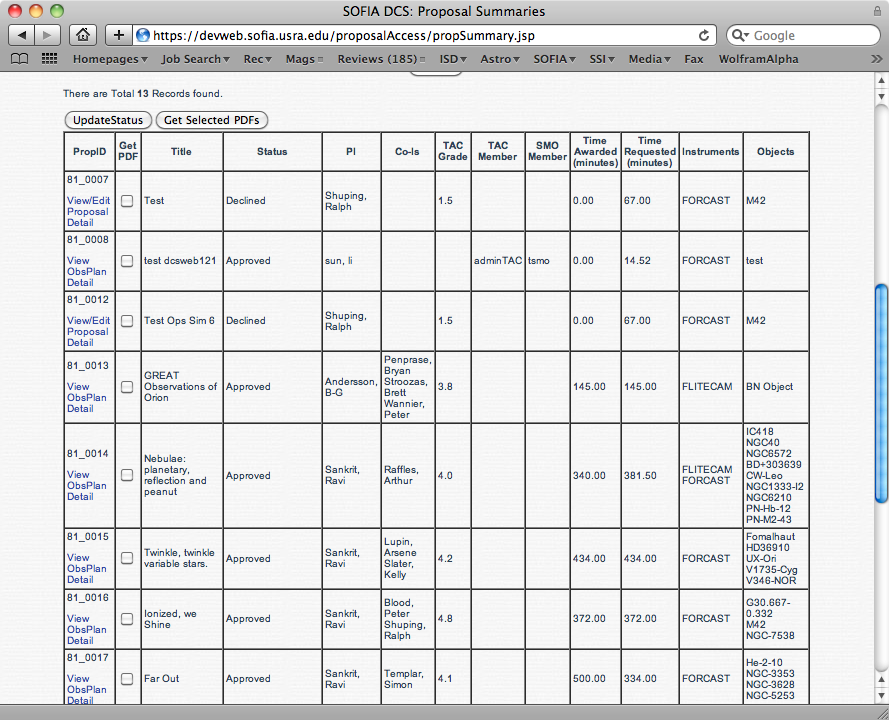 SOFIA DCS: Proposal Summaries
https://devweb.sofia.usra.edu/proposalAccess/propSummary.jsp
Google
Homepages Job Search Rec Mags Reviews (185) ISD Astro SOFIA SSI Media Fax WolframAlpha
There are Total 13 Records found.
UpdateStatus Get Selected PDFs
PropID Get PDF Title Status PI Co-Is TAC Grade TAC Member SMO Member Time Awarded (minutes) Time Requested (minutes) Instruments Objects
81_0007
View/Edit
Proposal
Detail
Test
Declined
Shuping,
Ralph
1.5
0.00
67.00
FORCAST
M42
81_0008
View
ObsPlan
Detail
test dcsweb121
Approved
sun, li
adminTAC
tsmo
0.00
14.52
FORCAST
test
81_0012
View/Edit
Proposal
Detail
Test Ops Sim 6
Declined
Shuping,
Ralph
1.5
0.00
67.00
FORCAST
M42
81_0013
View
ObsPlan
Detail
GREAT
Observations of
Orion
Approved
Andersson,
B-G
Penprase,
Bryan
Stroozas,
Brett
Wannier,
Peter
3.8
145.00
145.00
FLITECAM
BN Object
81_0014
View
ObsPlan
Detail
Nebulae:
planetary,
reflection and
peanut
Approved
Sankrit,
Ravi
Raffles,
Arthur
4.0
340.00
381.50
FLITECAM
FORCAST
IC418
NGC40
NGC6572
BD+303639
CW-Leo
NGC1333-I2
NGC6210
PN-Hb-12
PN-M2-43
81_0015
View
ObsPlan
Detail
Twinkle, twinkle
variable stars.
Approved
Sankrit,
Ravi
Lupin,
Arsene
Slater,
Kelly
4.2
434.00
434.00
FORCAST
Fomalhaut
HD36910
UX-Ori
V1735-Cyg
V346-NOR
81_0016
View
ObsPlan
Detail
Ionized, we
Shine
Approved
Sankrit,
Ravi
Blood,
Peter
Shuping,
Ralph
4.8
372.00
372.00
FORCAST
G30.667-
0.332
M42
NGC-7538
81_0017
View
ObsPlan
Detail
Far Out
Approved
Sankrit,
Ravi
Templar,
Simon
4.1
500.00
334.00
FORCAST
He-2-10
NGC-3353
NGC-3628
NGC-5253